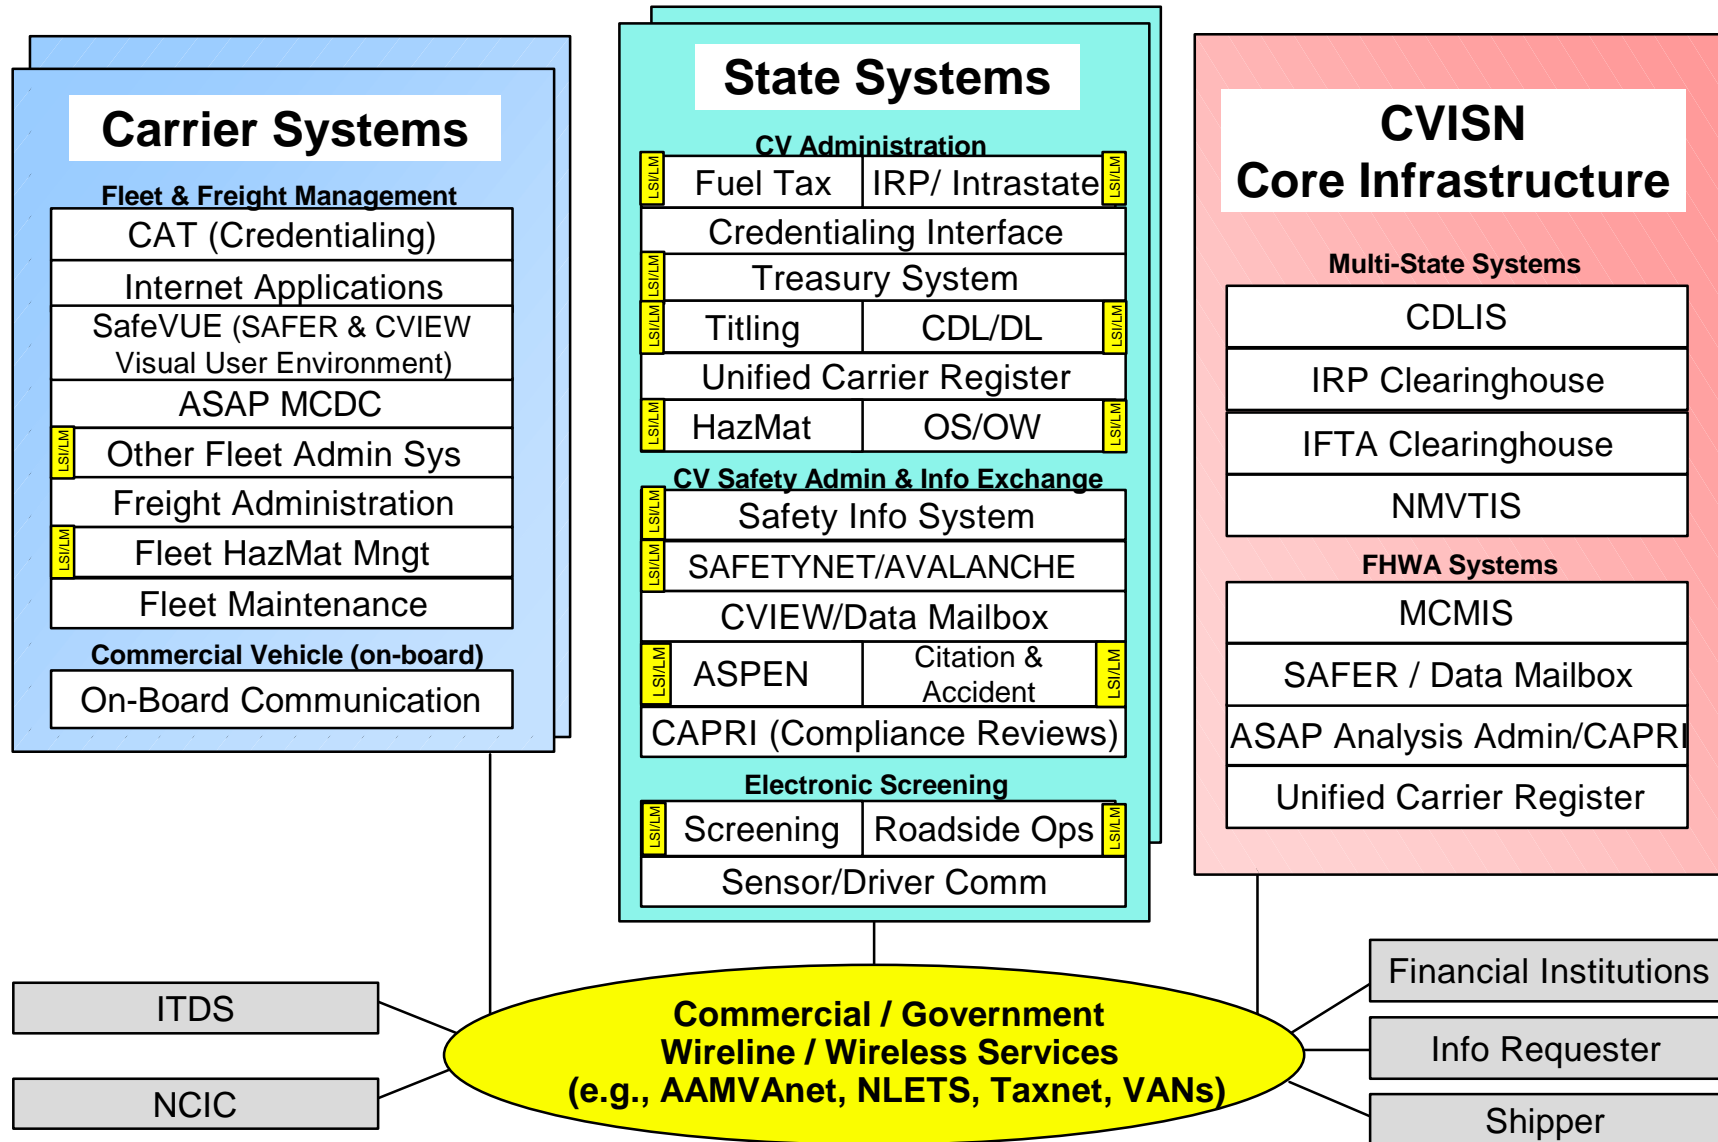 Carrier Systems
Fleet & Freight Management
CAT (Credentialing)
Internet Applications
SafeVUE (SAFER & CVIEW
Visual User Environment)
ASAP MCDC
LSI/LM
Other Fleet Admin Sys
Freight Administration
LSI/LM
Fleet HazMat Mngt
Fleet Maintenance
Commercial Vehicle (on-board)
On-Board Communication
State Systems
CV Administration
LSI/LM
Fuel Tax
IRP/ Intrastate
LSI/LM
Credentialing Interface
LSI/LM
Treasury System
LSI/LM
Titling
CDL/DL
LSI/LM
Unified Carrier Register
LSI/LM
HazMat
OS/OW
LSI/LM
CV Safety Admin & Info Exchange
LSI/LM
Safety Info System
LSI/LM
SAFETYNET/AVALANCHE
CVIEW/Data Mailbox
LSI/LM
ASPEN
Citation &
Accident
LSI/LM
CAPRI (Compliance Reviews)
Electronic Screening
LSI/LM
Screening
Roadside Ops
LSI/LM
Sensor/Driver Comm
CVISN
Core Infrastructure
Multi-State Systems
CDLIS
IRP Clearinghouse
IFTA Clearinghouse
NMVTIS
FHWA Systems
MCMIS
SAFER / Data Mailbox
ASAP Analysis Admin/CAPRI
Unified Carrier Register
ITDS
NCIC
Commercial / Government
Wireline / Wireless Services
(e.g., AAMVAnet, NLETS, Taxnet, VANs)
Financial Institutions
Info Requester
Shipper